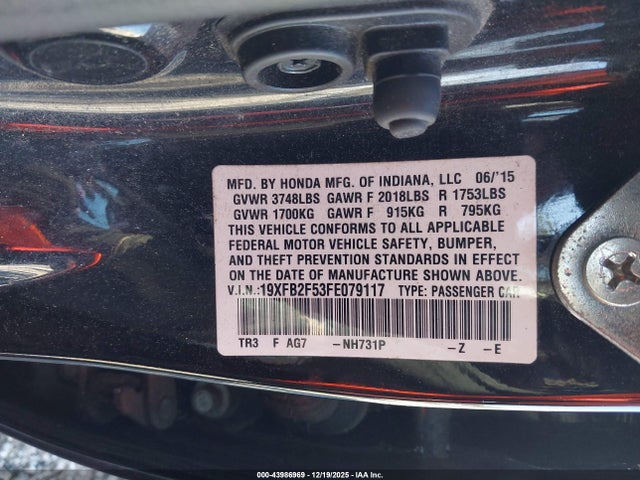 MFD. BY HONDA MFG. OF INDIANA, LLC 06/'15
GVWR 3748LBS GAWR F 2018LBS R 1753LBS
GVWR 1700KG GAWR F 915KG R 795KG
THIS VEHICLE CONFORMS TO ALL APPLICABLE
FEDERAL MOTOR VEHICLE SAFETY, BUMPER,
AND THEFT PREVENTION STANDARDS IN EFFECT
ON THE DATE OF MANUFACTURE SHOWN ABOVE.
V.I.N.:19XFB2F53FE079117 TYPE: PASSENGER CAR
TR3 F AG7 -NH731P -Z -E
000-43986969 - 12/19/2025 - IAA Inc.